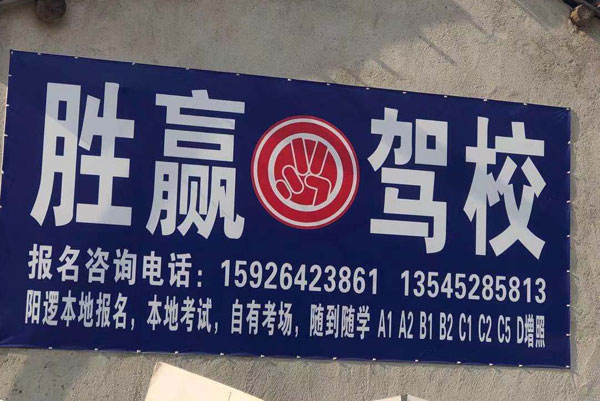 胜赢驾校
报名咨询电话：15926423861 13545285813
阳逻本地报名，本地考试，自有考场，随到随学 A1 A2 B1 B2 C1 C2 C5 D增照